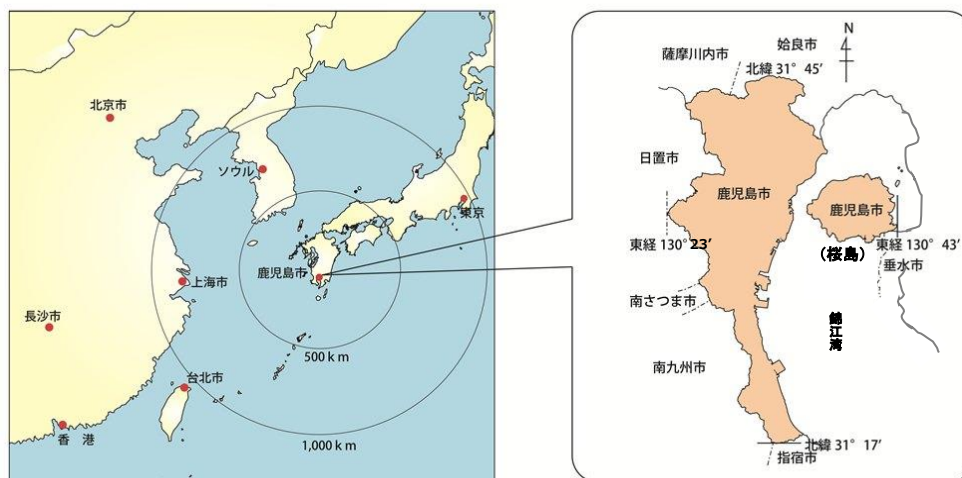 北京市
ソウル
東京
鹿児島市
上海市
長沙市
500ｋｍ
台北市
1,000ｋｍ
香　港
薩摩川内市
姶良市
N
北緯 31°45′
日置市
鹿児島市
鹿児島市
東経 130°23′
（桜島）
東経 130°43′
垂水市
南さつま市
錦江湾
南九州市
北緯 31°17′
指宿市